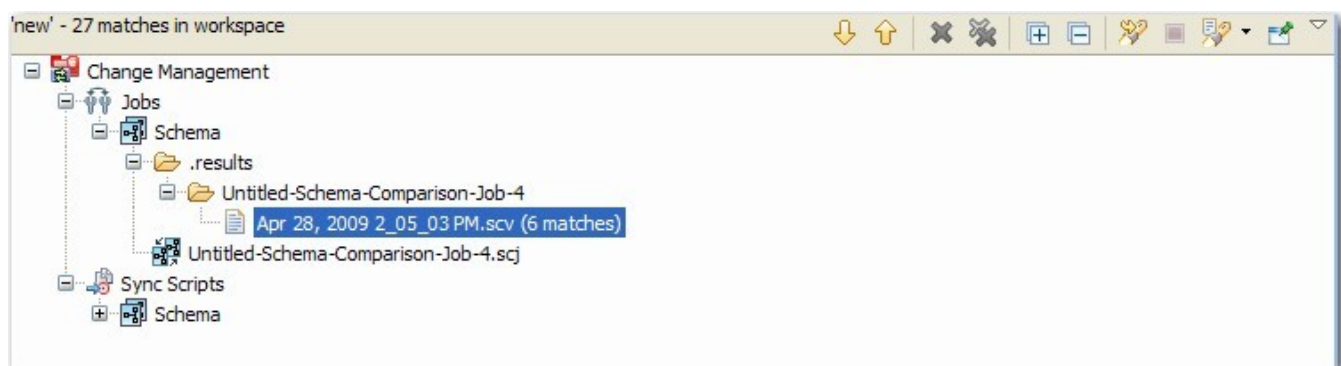 'new' - 27 matches in workspace
Change Management
Jobs
Schema
.results
Untitled-Schema-Comparison-Job-4
Apr 28, 2009 2_05_03 PM.scv (6 matches)
Untitled-Schema-Comparison-Job-4.scj
Sync Scripts
Schema